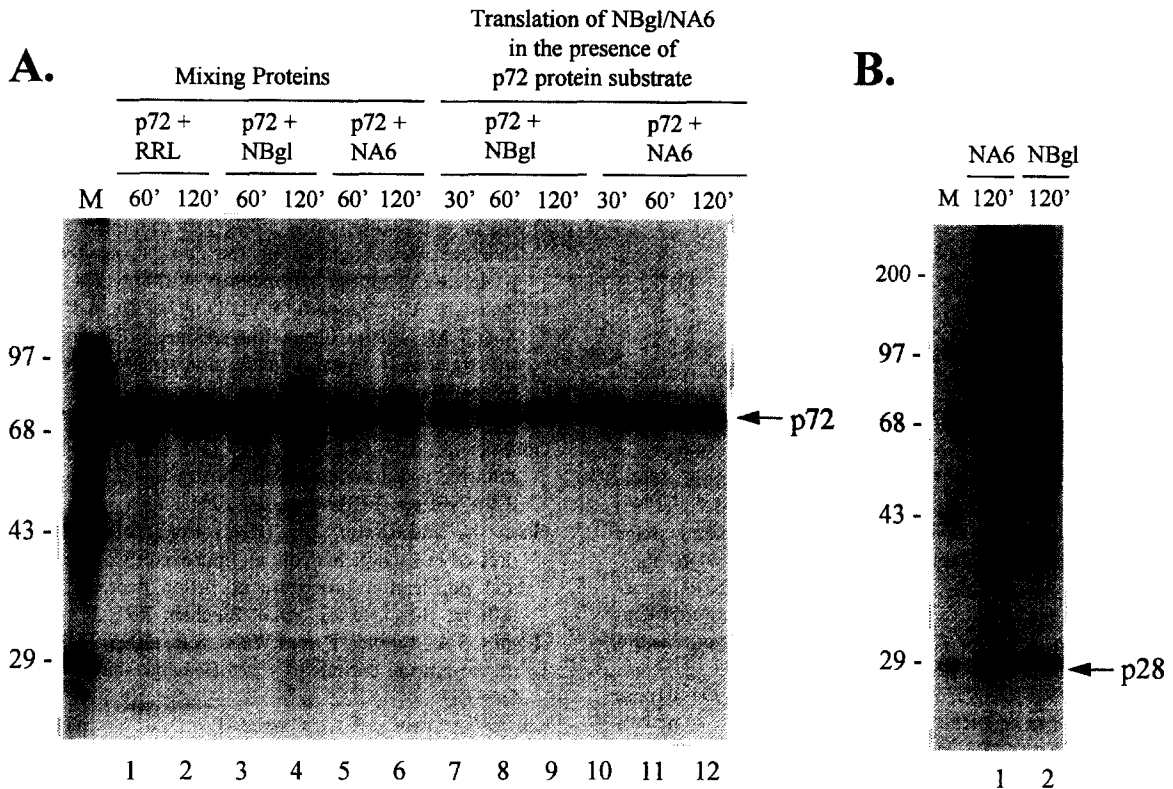 A.
Mixing Proteins
Translation of NBgl/NA6
in the presence of
p72 protein substrate
p72 + RRL
p72 + NBgl
p72 + NA6
p72 + NBgl
p72 + NA6
M 60’ 120’ 60’ 120’ 60’ 120’ 30’ 60’ 120’ 30’ 60’ 120’
97 -
68 -
43 -
29 -
p72
1 2 3 4 5 6 7 8 9 10 11 12
B.
NA6 NBgl
M 120’ 120’
200 -
97 -
68 -
43 -
29 -
p28
1 2